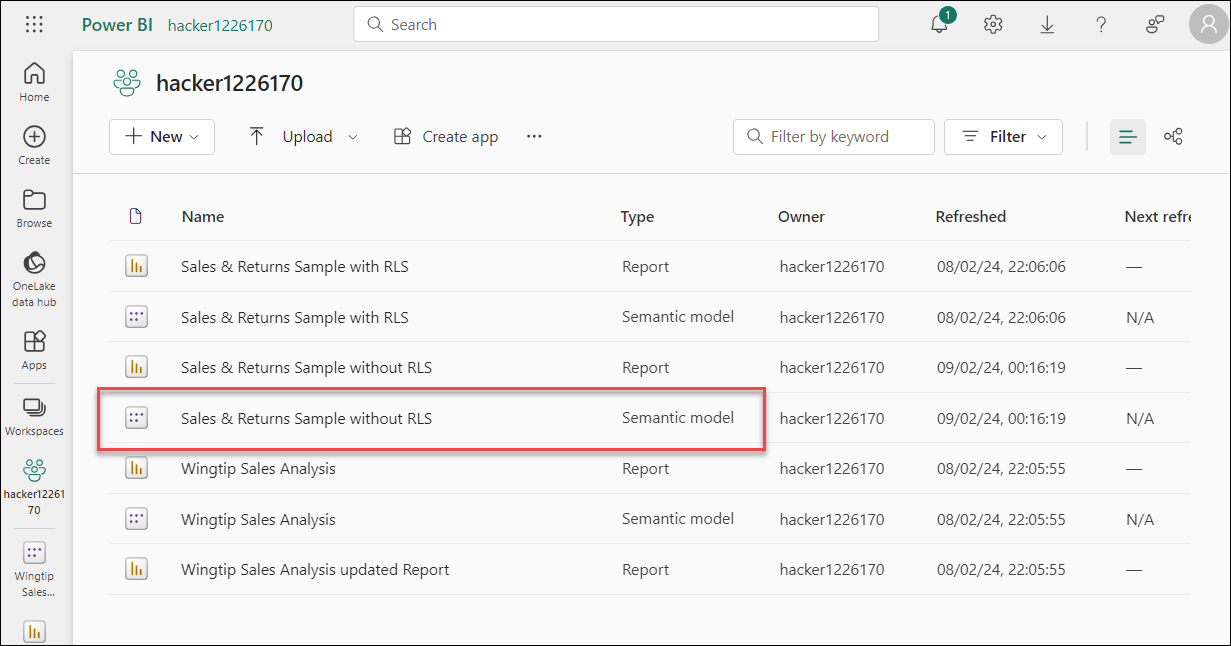 Power BI hacker1226170 Search 1
Home
Create
Browse
OneLake
data hub
Apps
Workspaces
hacker12261
70
Wingtip
Sales...
hacker1226170
New Upload Create app ... Filter by keyword Filter
Name Type Owner Refreshed Next refre
Sales & Returns Sample with RLS Report hacker1226170 08/02/24, 22:06:06 —
Sales & Returns Sample with RLS Semantic model hacker1226170 08/02/24, 22:06:06 N/A
Sales & Returns Sample without RLS Report hacker1226170 09/02/24, 00:16:19 —
Sales & Returns Sample without RLS Semantic model hacker1226170 09/02/24, 00:16:19 N/A
Wingtip Sales Analysis Report hacker1226170 08/02/24, 22:05:55 —
Wingtip Sales Analysis Semantic model hacker1226170 08/02/24, 22:05:55 N/A
Wingtip Sales Analysis updated Report Report hacker1226170 08/02/24, 22:05:55 —